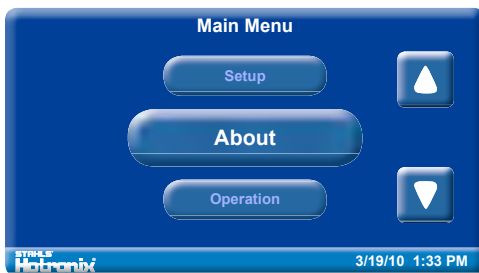 Main Menu
Setup
About
Operation
STAHLS'
Hotronix
3/19/10 1:33 PM